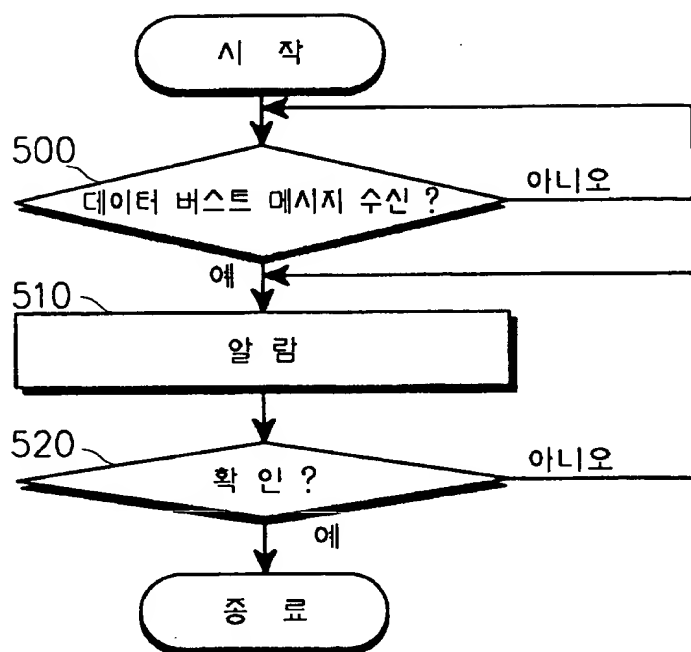 시 작
500
데이터 버스트 메시지 수신 ?
아니오
예
510
알 람
520
확 인 ?
아니오
예
종 료